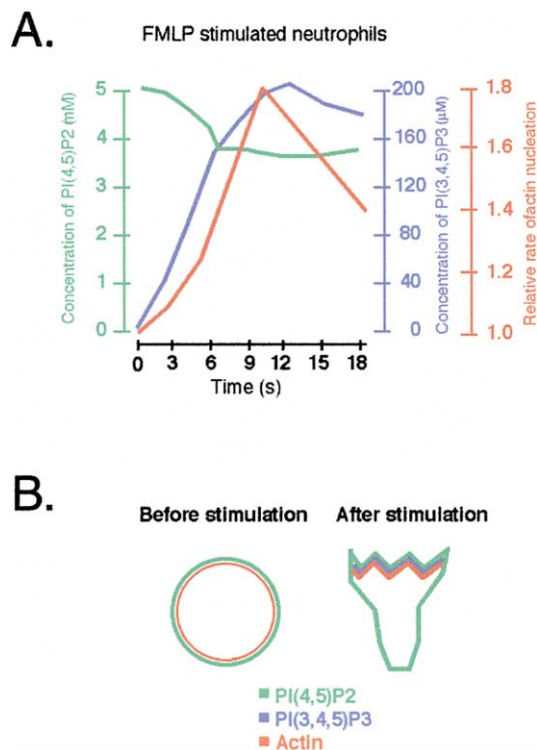 A.
FMLP stimulated neutrophils
Concentration of PI(4,5)P2 (mM)
5
4
3
2
1
0
200
160
120
80
40
0
Concentration of PI(3,4,5)P3 (μM)
1.8
1.6
1.4
1.2
1.0
Relative rate ofactin nucleation
0 3 6 9 12 15 18
Time (s)
B.
Before stimulation After stimulation
PI(4,5)P2
PI(3,4,5)P3
Actin